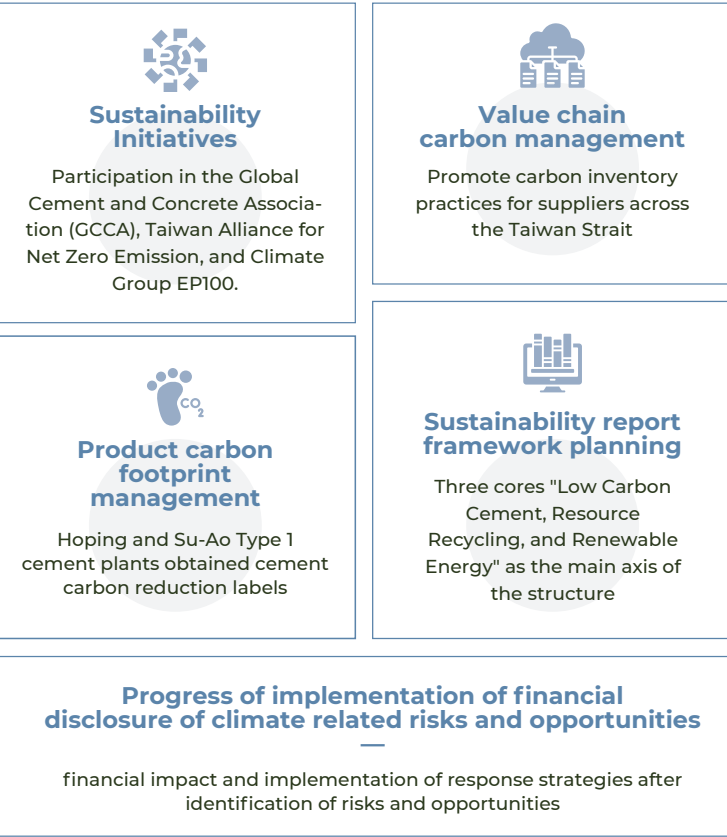 Sustainability
Initiatives
Participation in the Global
Cement and Concrete Associa-
tion (GCCA), Taiwan Alliance for
Net Zero Emission, and Climate
Group EP100.
Value chain
carbon management
Promote carbon inventory
practices for suppliers across
the Taiwan Strait
CO2
Product carbon
footprint
management
Hoping and Su-Ao Type 1
cement plants obtained cement
carbon reduction labels
Sustainability report
framework planning
Three cores "Low Carbon
Cement, Resource
Recycling, and Renewable
Energy" as the main axis of
the structure
Progress of implementation of financial
disclosure of climate related risks and opportunities
financial impact and implementation of response strategies after
identification of risks and opportunities